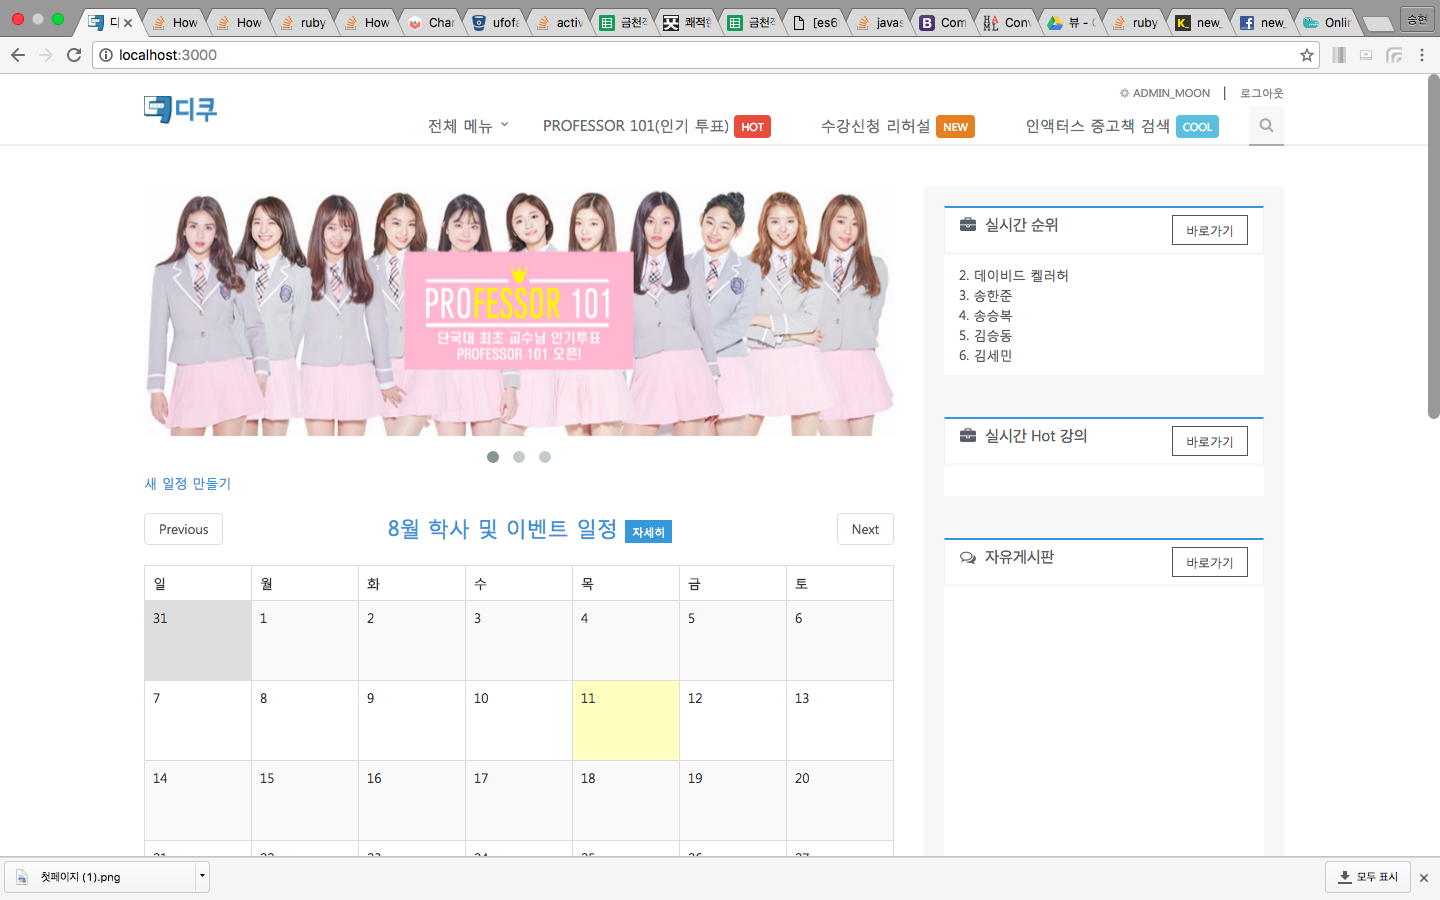 디
How
How
ruby
How
Char
ufofa
activ
금천구
쾌적한
금천구
[es6
javas
Com
Conv
뷰 - C
ruby
new_
new_
Onlin
승현
localhost:3000
ADMIN_MOON | 로그아웃
디쿠
전체 메뉴
PROFESSOR 101(인기 투표) HOT
수강신청 리허설 NEW
인액터스 중고책 검색 COOL
PROFESSOR 101
단국대 최초 교수님 인기투표
PROFESSOR 101 오픈!
실시간 순위 바로가기
2. 데이비드 켈러허
3. 송한준
4. 송승복
5. 김승동
6. 김세민
실시간 Hot 강의 바로가기
자유게시판 바로가기
새 일정 만들기
Previous
8월 학사 및 이벤트 일정 자세히
Next
일 월 화 수 목 금 토
31 1 2 3 4 5 6
7 8 9 10 11 12 13
14 15 16 17 18 19 20
21 22 23 24 25 26 27
첫페이지 (1).png
모두 표시